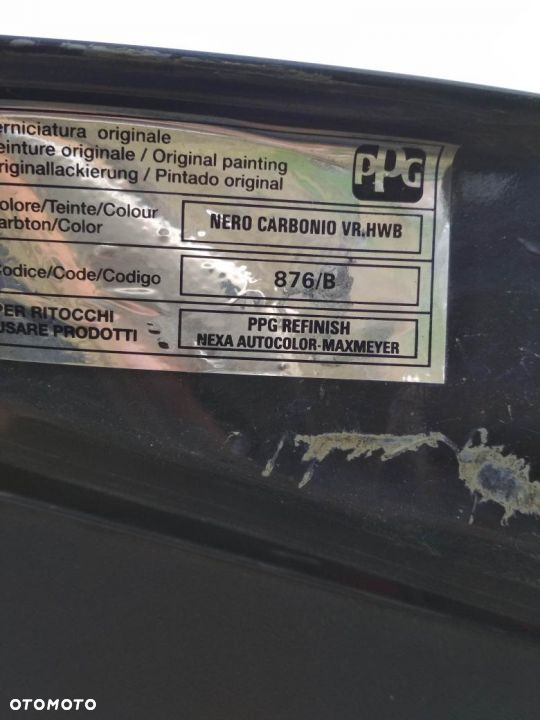 erniciatura originale
einture originale / Original painting
riginallackierung / Pintado original
PPG
olore/Teinte/Colour
arbton/Color
NERO CARBONIO VR.HWB
odice/Code/Codigo
876/B
PER RITOCCHI
USARE PRODOTTI
PPG REFINISH
NEXA AUTOCOLOR-MAXMEYER
OTOMOTO